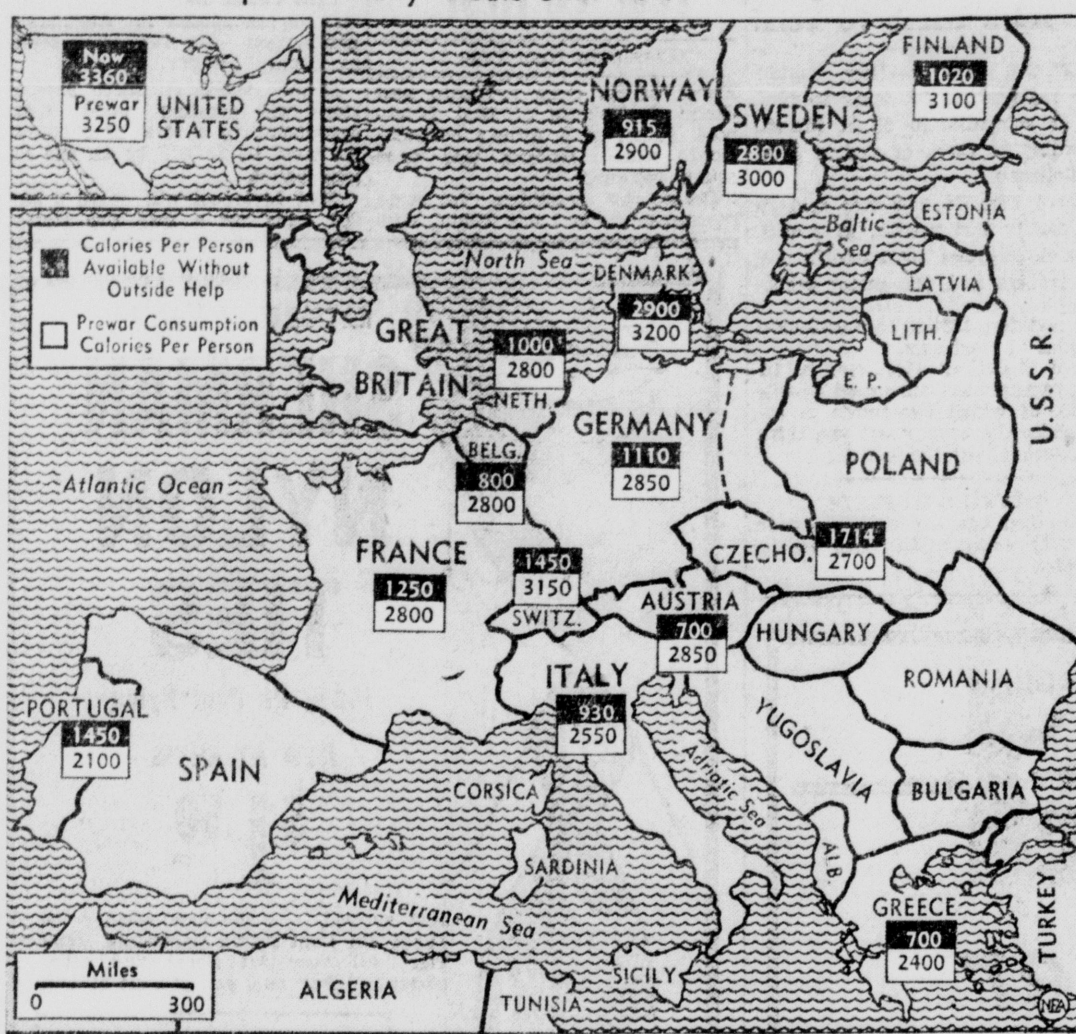 Now
3360
Prewar
3250
UNITED
STATES
Calories Per Person
Available Without
Outside Help
Prewar Consumption
Calories Per Person
NORWAY
915
2900
SWEDEN
2800
3000
FINLAND
1020
3100
ESTONIA
Baltic
Sea
LATVIA
LITH.
E. P.
U.S.S.R.
North Sea
DENMARK
2900
3200
GREAT
BRITAIN
1000
2800
NETH.
GERMANY
1110
2850
POLAND
BELG.
800
2800
Atlantic Ocean
FRANCE
1250
2800
1450
3150
SWITZ.
CZECHO.
1714
2700
AUSTRIA
700
2850
HUNGARY
ROMANIA
ITALY
930
2550
YUGOSLAVIA
BULGARIA
PORTUGAL
1450
2100
SPAIN
CORSICA
SARDINIA
Adriatic Sea
ALB.
GREECE
700
2400
TURKEY
Mediterranean Sea
SICILY
Miles
0 300
ALGERIA
TUNISIA
NEA